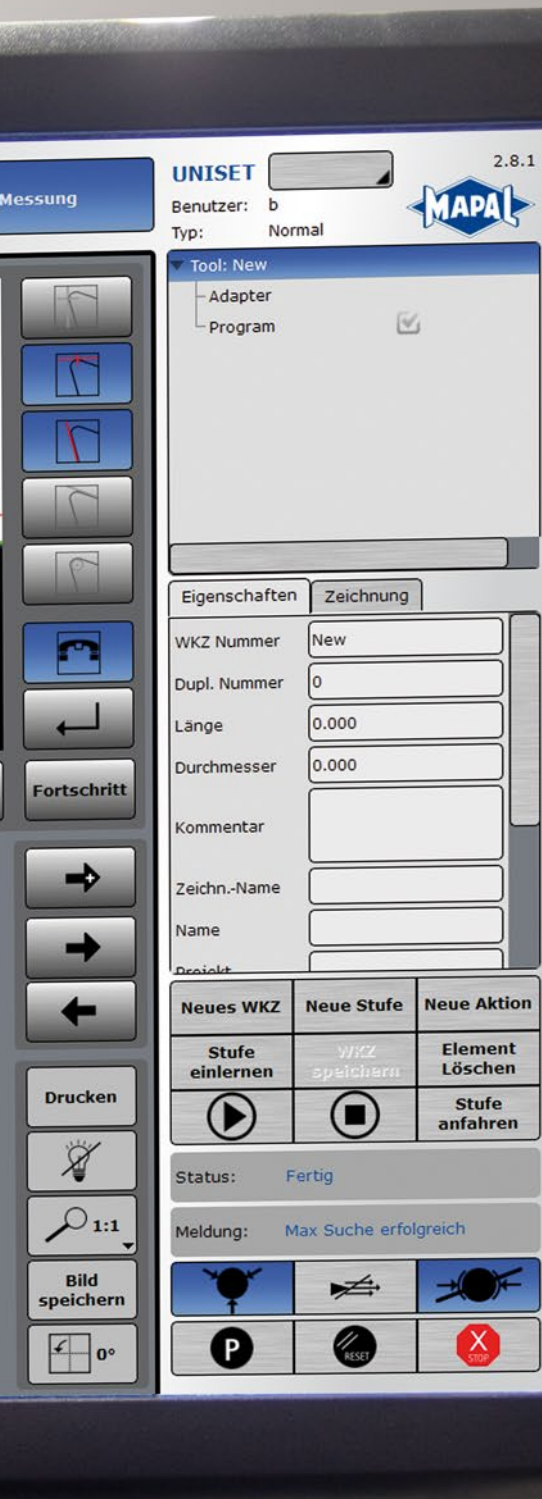 Messung
UNISET
2.8.1
Benutzer: b
Typ: Normal
MAPAL
Tool: New
Adapter
Program
Eigenschaften Zeichnung
WKZ Nummer New
Dupl. Nummer 0
Länge 0.000
Durchmesser 0.000
Kommentar
Zeichn.-Name
Name
Projekt
Fortschritt
Neues WKZ Neue Stufe Neue Aktion
Stufe einlernen
WKZ speichern
Element Löschen
Stufe anfahren
Drucken
1:1
Bild speichern
0°
Status: Fertig
Meldung: Max Suche erfolgreich
P
RESET
X
STOP